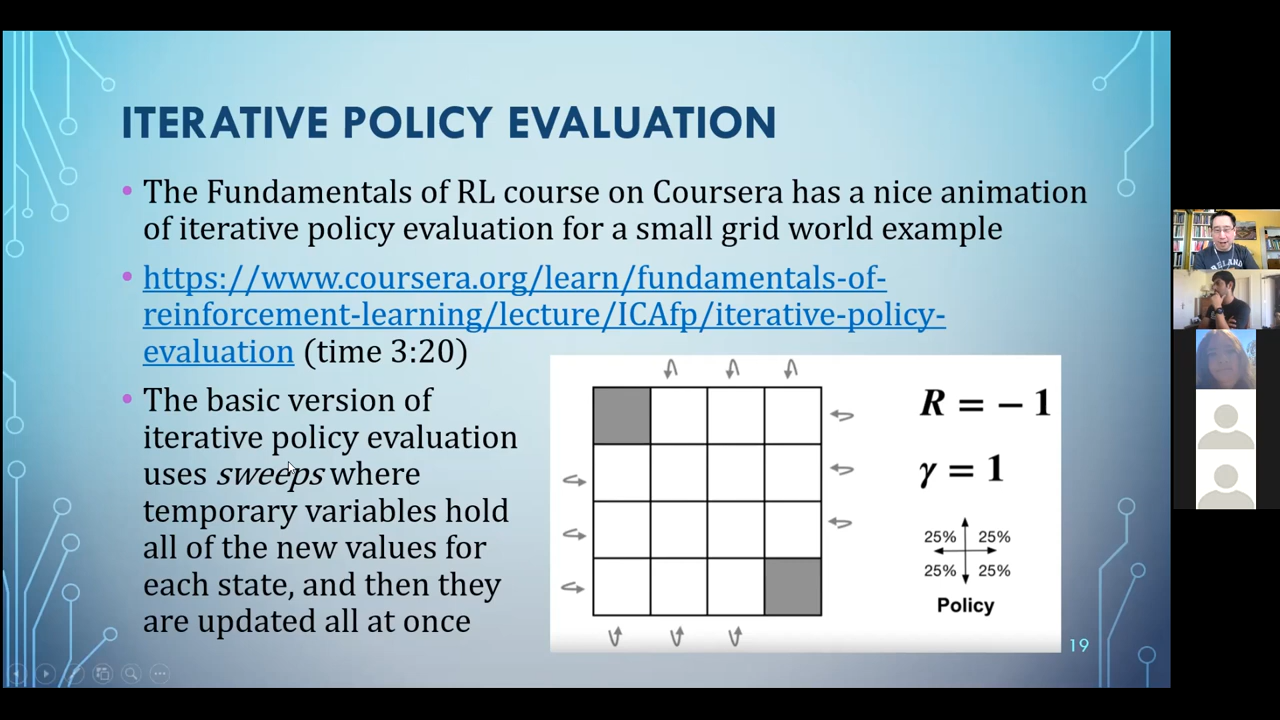 ITERATIVE POLICY EVALUATION
• The Fundamentals of RL course on Coursera has a nice animation
of iterative policy evaluation for a small grid world example
• https://www.coursera.org/learn/fundamentals-of-
reinforcement-learning/lecture/ICAfp/iterative-policy-
evaluation (time 3:20)
• The basic version of
iterative policy evaluation
uses sweeps where
temporary variables hold
all of the new values for
each state, and then they
are updated all at once
R = − 1
γ = 1
25% 25%
25% 25%
Policy
19